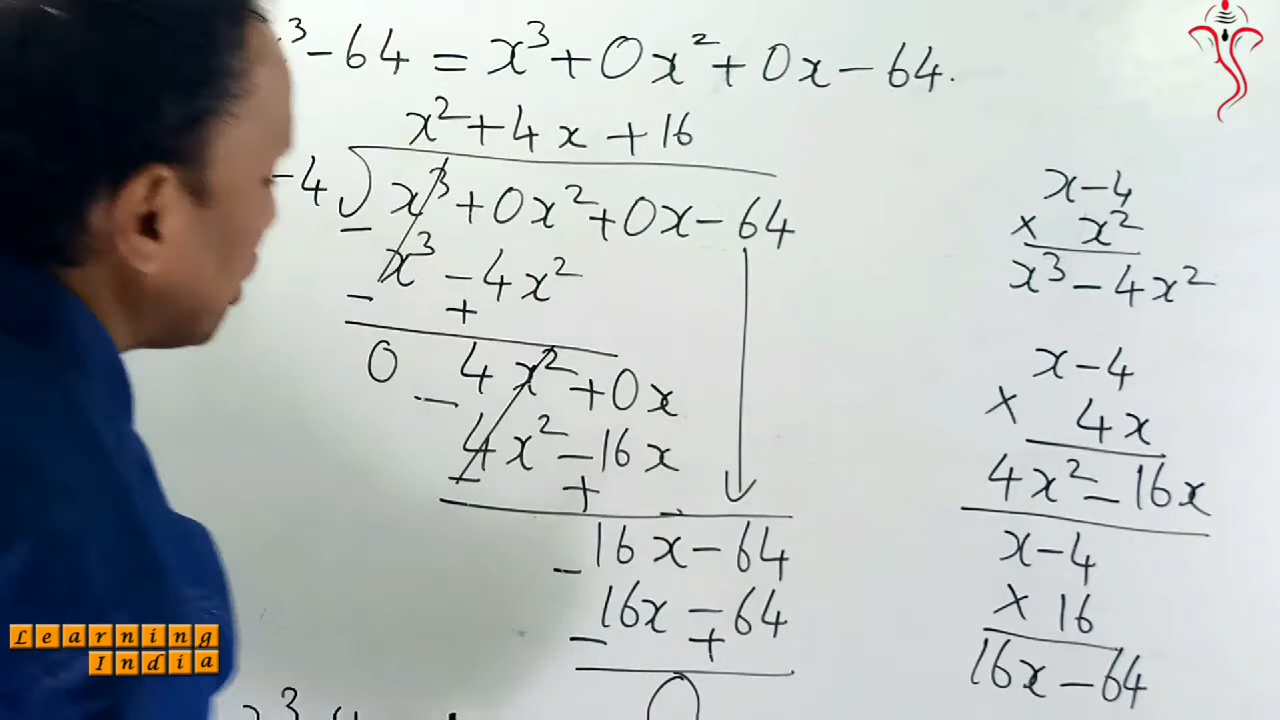 ³-64 = x³+0x²+0x-64.
x²+4x+16
-4) x³+0x²+0x-64
-
x³-4x²
- +
0 4x²+0x
-
4x²-16x
- +
16x-64
-
16x-64
- +
0
x-4
× x²
x³-4x²
x-4
× 4x
4x²-16x
x-4
× 16
16x-64
Learning
India